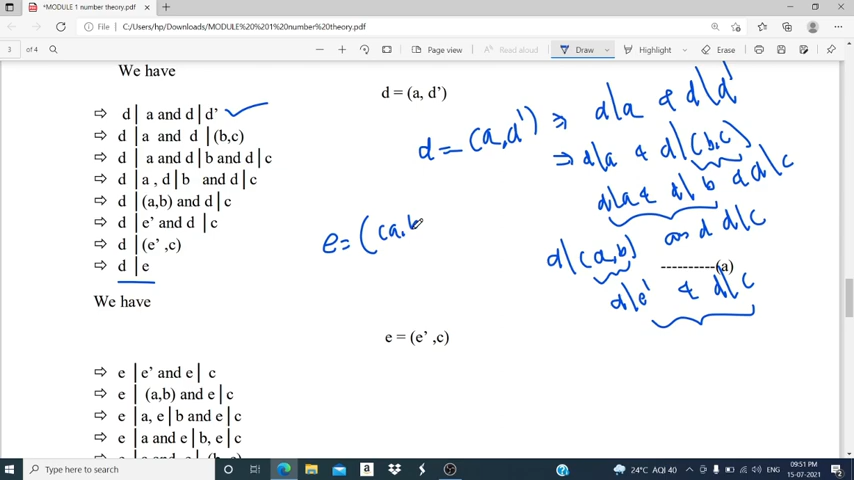 *MODULE 1 number theory.pdf
File | C:/Users/hp/Downloads/MODULE%20%201%20number%20theory.pdf
3 of 4
Page view | Read aloud | Draw Highlight Erase
We have
d = (a, d')
⇨ d│a and d│d'
⇨ d│a and d│(b,c)
⇨ d│a and d│b and d│c
⇨ d│a , d│b and d│c
⇨ d│(a,b) and d│c
⇨ d│e' and d│c
⇨ d│(e' ,c)
⇨ d│e
----------(a)
d = (a,d') ⇒ d|a & d|d'
⇒ d|a & d|(b,c)
d|a & d|b & d|c
d|(a,b) d|c
d|e' & d|c
e = (ca,b
We have
e = (e' ,c)
⇨ e│e' and e│c
⇨ e│(a,b) and e│c
⇨ e│a, e│b and e│c
⇨ e│a and e│b, e│c
Type here to search
24°C AQI 40 ENG 09:51 PM
15-07-2021